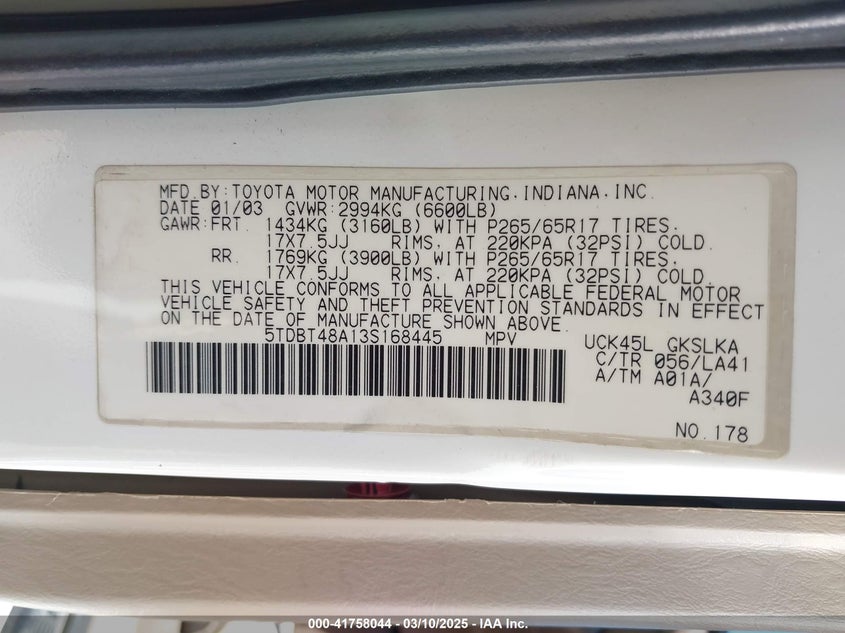 MFD. BY: TOYOTA MOTOR MANUFACTURING, INDIANA, INC.
DATE 01/03 GVWR: 2994KG (6600LB)
GAWR: FRT. 1434KG (3160LB) WITH P265/65R17 TIRES,
17X7.5JJ RIMS, AT 220KPA (32PSI) COLD.
RR. 1769KG (3900LB) WITH P265/65R17 TIRES,
17X7.5JJ RIMS, AT 220KPA (32PSI) COLD.
THIS VEHICLE CONFORMS TO ALL APPLICABLE FEDERAL MOTOR
VEHICLE SAFETY AND THEFT PREVENTION STANDARDS IN EFFECT
ON THE DATE OF MANUFACTURE SHOWN ABOVE.
5TDBT48A13S168445 MPV UCK45L GKSLKA
C/TR 056/LA41
A/TM A01A/
A340F
NO. 178
000-41758044 — 03/10/2025 — IAA Inc.